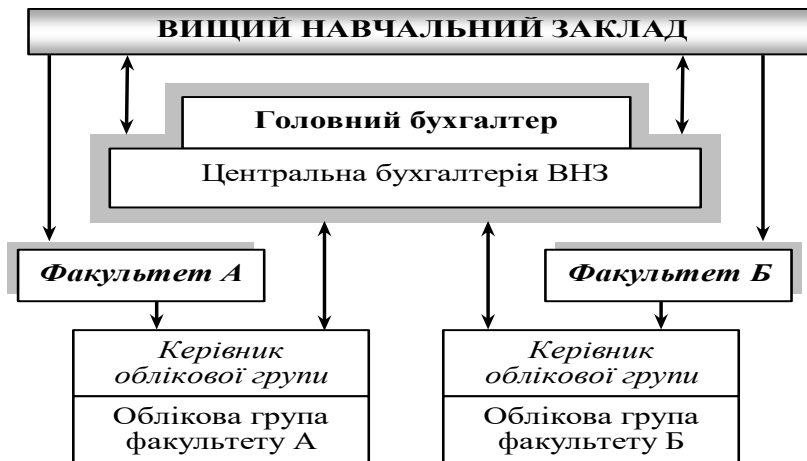 ВИЩИЙ НАВЧАЛЬНИЙ ЗАКЛАД
Головний бухгалтер
Центральна бухгалтерія ВНЗ
Факультет А
Факультет Б
Керівник
облікової групи
Облікова група
факультету А
Керівник
облікової групи
Облікова група
факультету Б